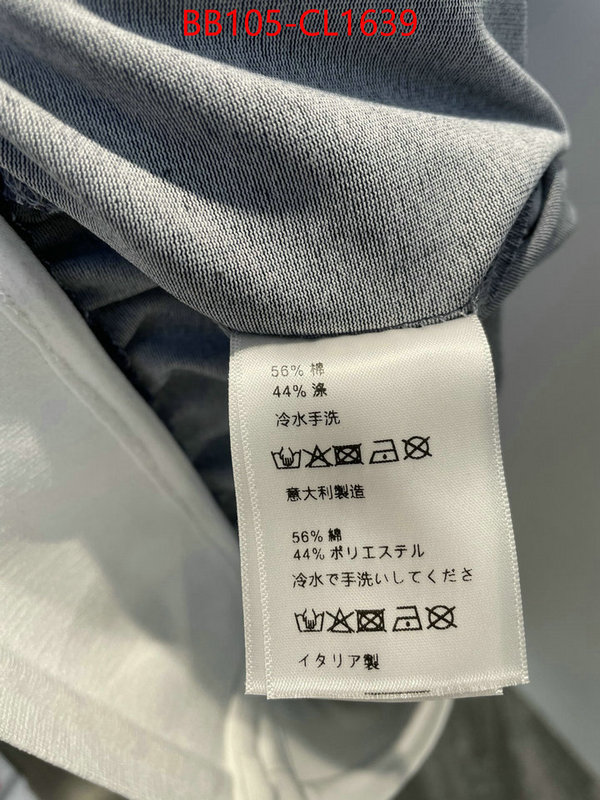 BB105-CL1639
56% 棉
44% 涤
冷水手洗
意大利製造
56% 綿
44% ポリエステル
冷水で手洗いしてくださ
イタリア製